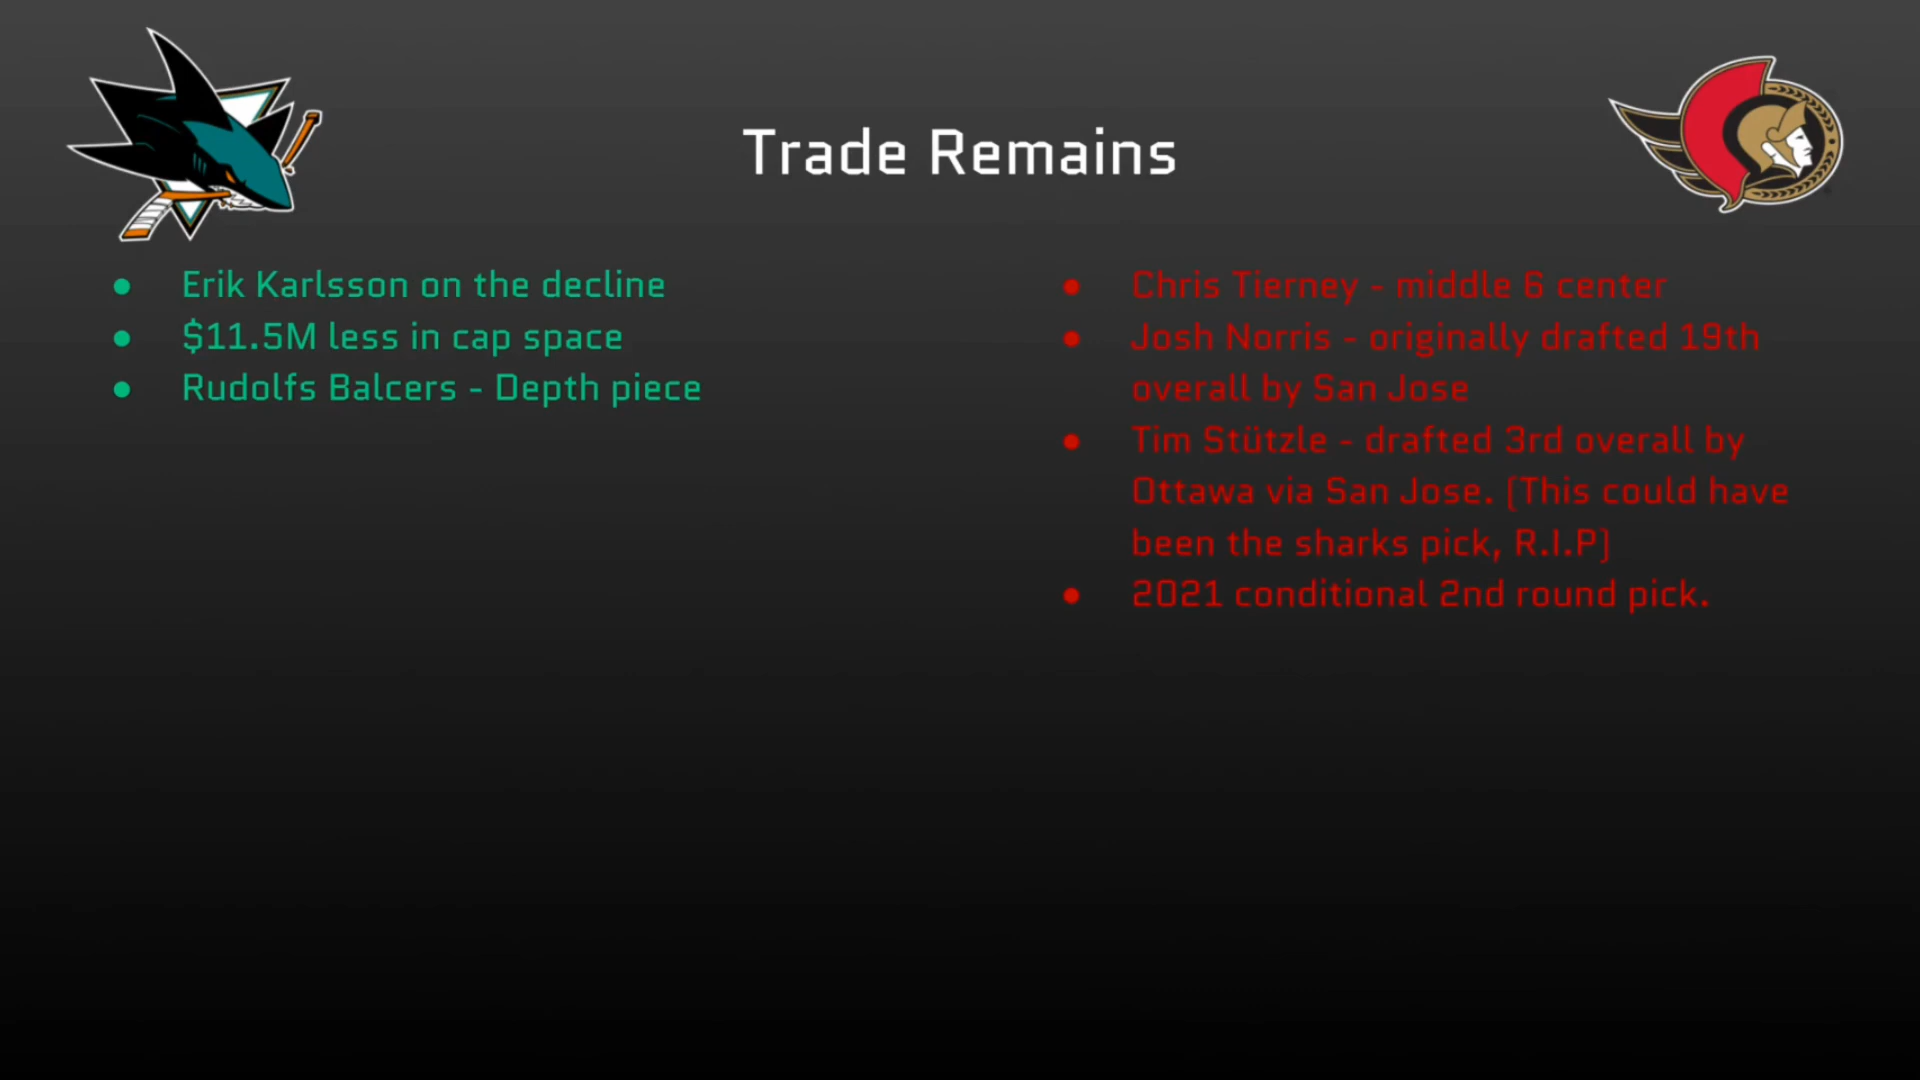 Trade Remains
● Erik Karlsson on the decline
● $11.5M less in cap space
● Rudolfs Balcers - Depth piece
● Chris Tierney - middle 6 center
● Josh Norris - originally drafted 19th
overall by San Jose
● Tim Stützle - drafted 3rd overall by
Ottawa via San Jose. (This could have
been the sharks pick, R.I.P)
● 2021 conditional 2nd round pick.